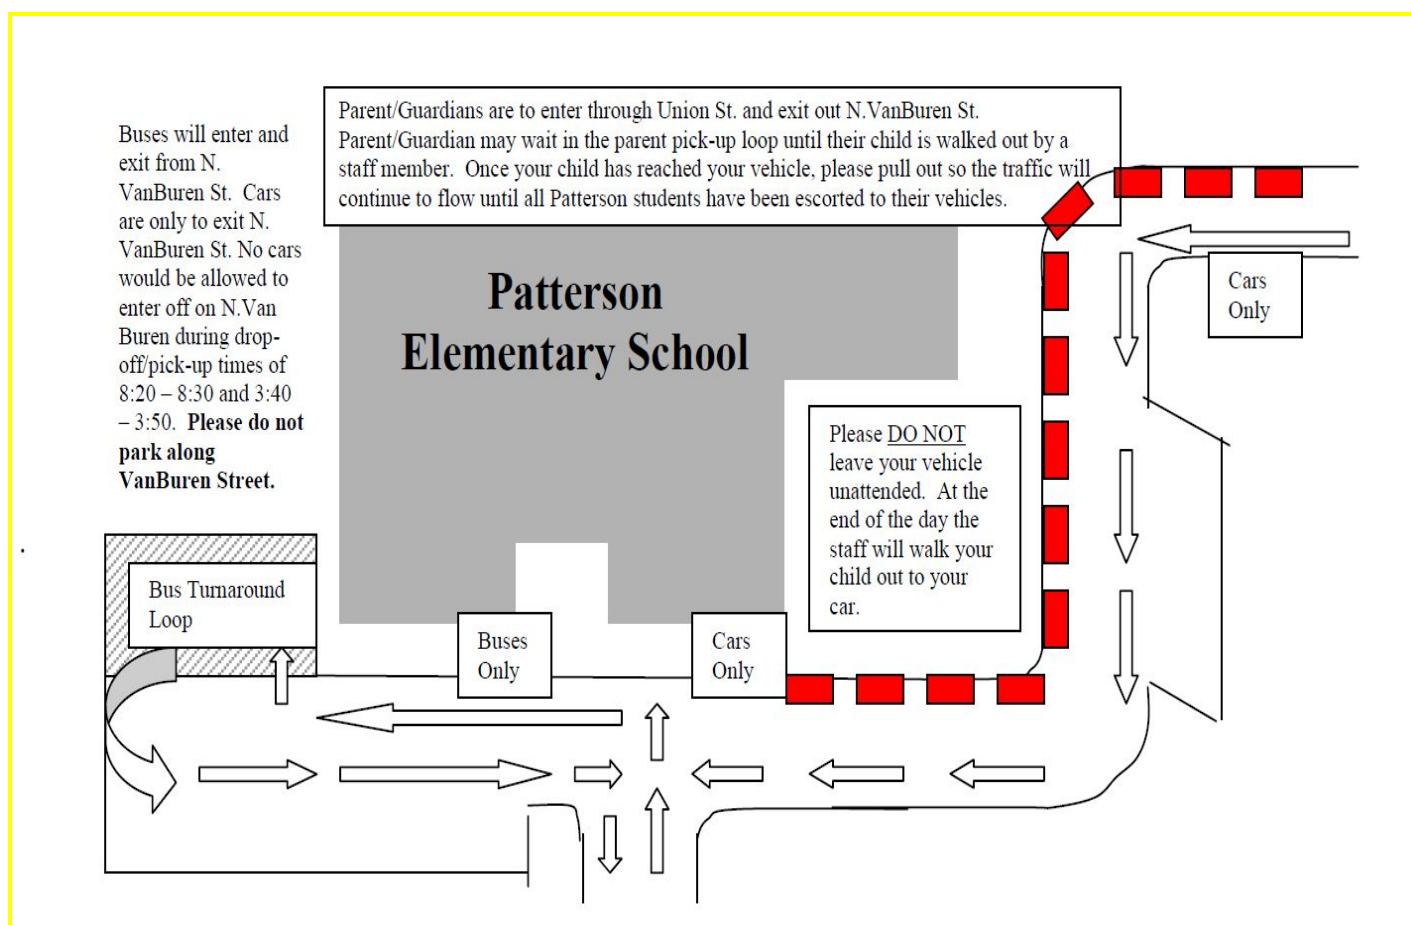 Parent/Guardians are to enter through Union St. and exit out N.VanBuren St.
Parent/Guardian may wait in the parent pick-up loop until their child is walked out by a
staff member.  Once your child has reached your vehicle, please pull out so the traffic will
continue to flow until all Patterson students have been escorted to their vehicles.
Buses will enter and
exit from N.
VanBuren St.  Cars
are only to exit N.
VanBuren St. No cars
would be allowed to
enter off on N.Van
Buren during drop-
off/pick-up times of
8:20 – 8:30 and 3:40
– 3:50.  Please do not
park along
VanBuren Street.
Patterson
Elementary School
Cars
Only
Please DO NOT
leave your vehicle
unattended.  At the
end of the day the
staff will walk your
child out to your
car.
Bus Turnaround
Loop
Buses
Only
Cars
Only